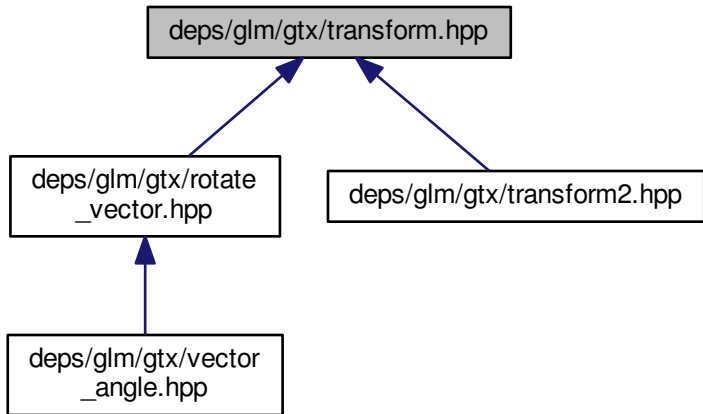 deps/glm/gtx/transform.hpp
deps/glm/gtx/rotate
_vector.hpp
deps/glm/gtx/transform2.hpp
deps/glm/gtx/vector
_angle.hpp